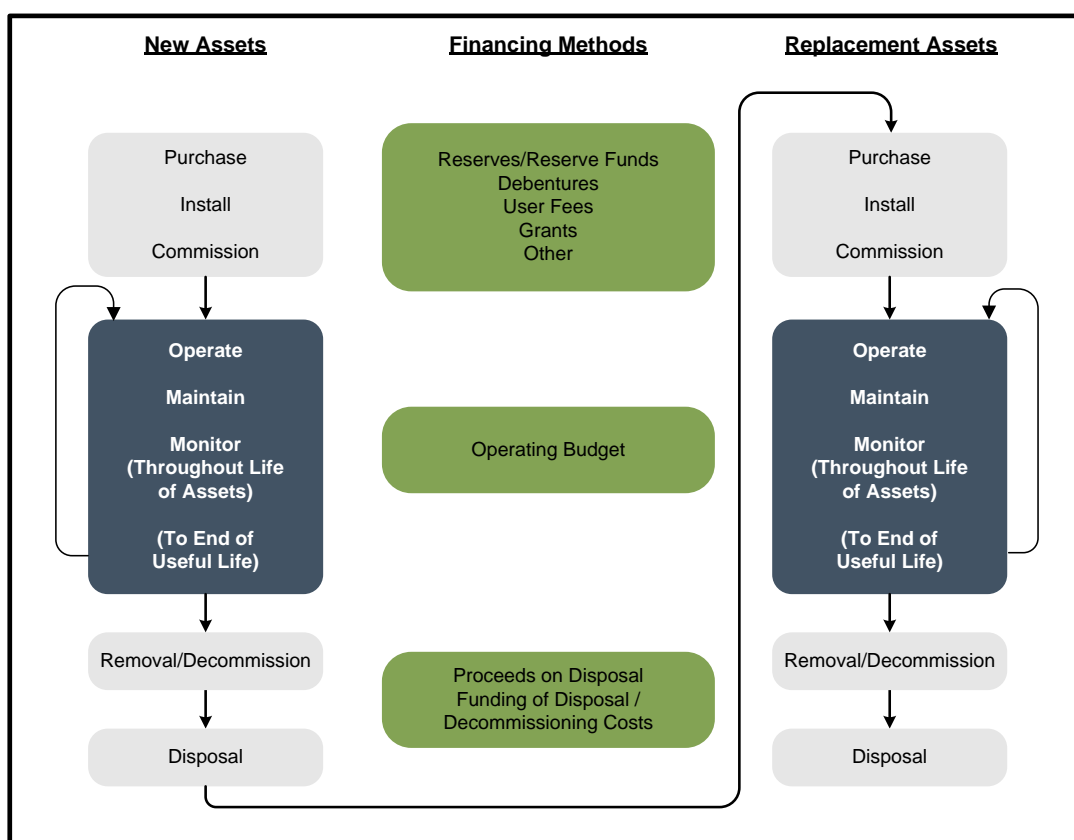 New Assets
Financing Methods
Replacement Assets
Purchase
Install
Commission
Operate
Maintain
Monitor
(Throughout Life
of Assets)
(To End of
Useful Life)
Removal/Decommission
Disposal
Reserves/Reserve Funds
Debentures
User Fees
Grants
Other
Operating Budget
Proceeds on Disposal
Funding of Disposal /
Decommissioning Costs
Purchase
Install
Commission
Operate
Maintain
Monitor
(Throughout Life
of Assets)
(To End of
Useful Life)
Removal/Decommission
Disposal